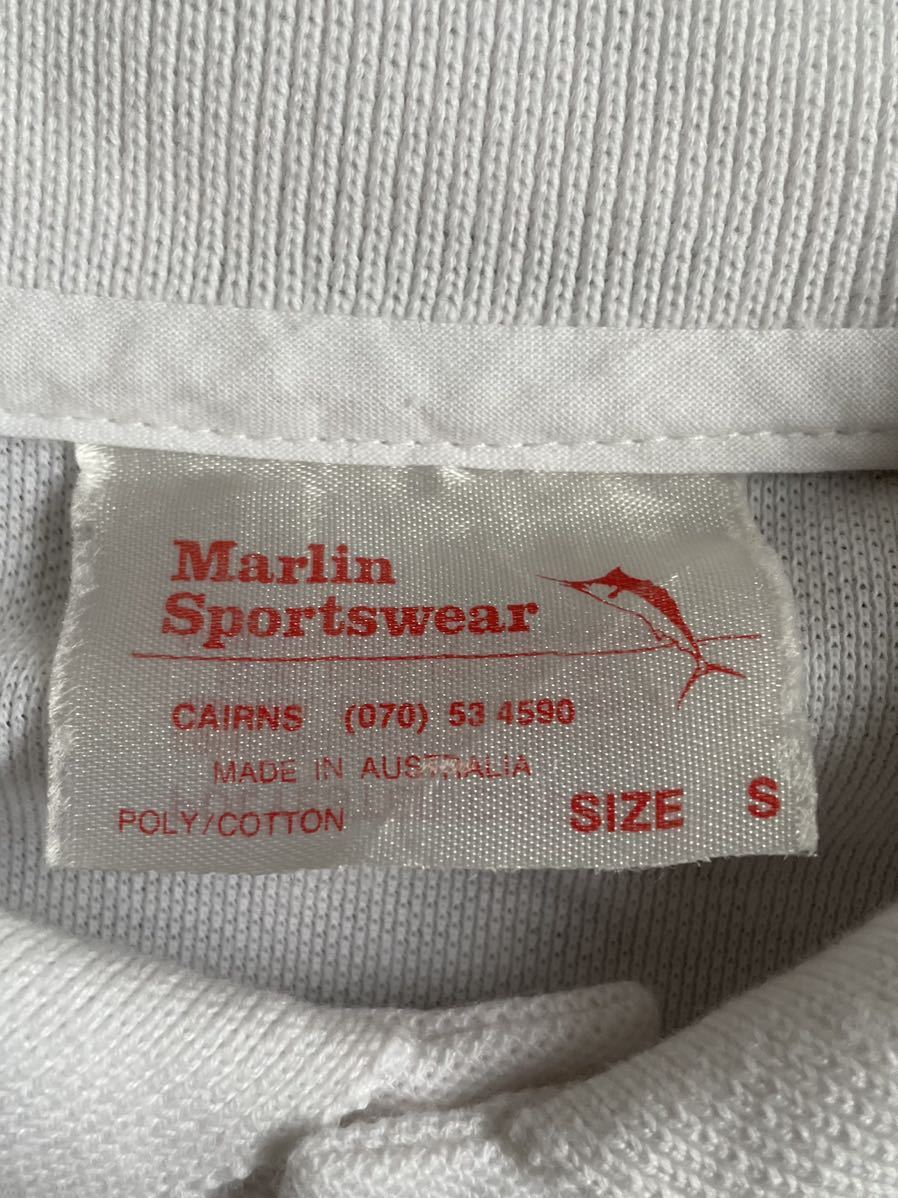 Marlin
Sportswear
CAIRNS (070) 53 4590
MADE IN AUSTRALIA
POLY/COTTON
SIZE S